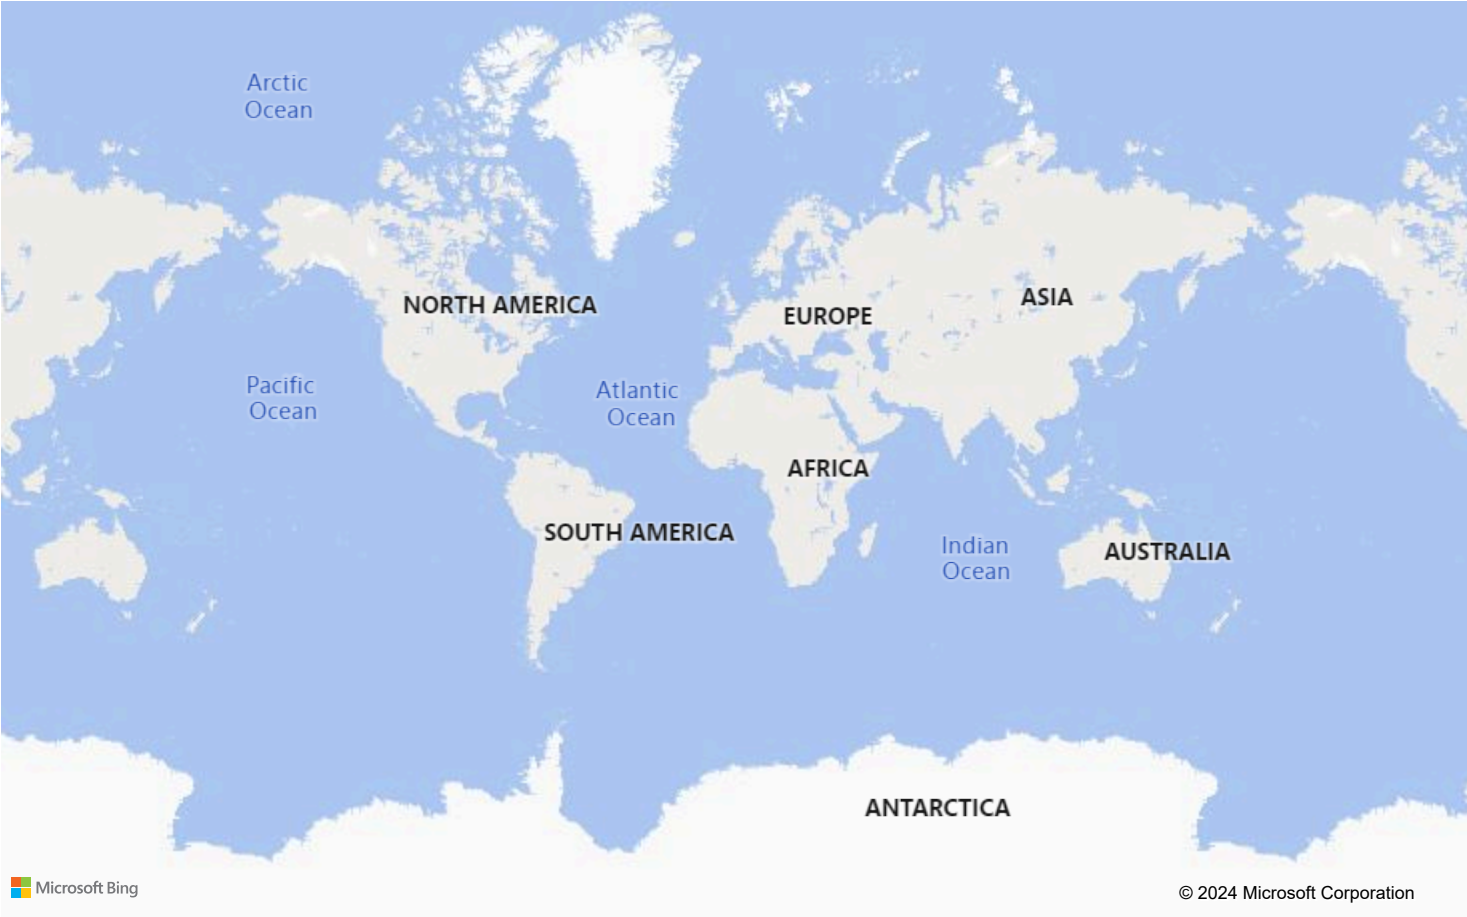 Arctic
Ocean
NORTH AMERICA
EUROPE
ASIA
Pacific
Ocean
Atlantic
Ocean
AFRICA
SOUTH AMERICA
Indian
Ocean
AUSTRALIA
ANTARCTICA
Microsoft Bing
© 2024 Microsoft Corporation